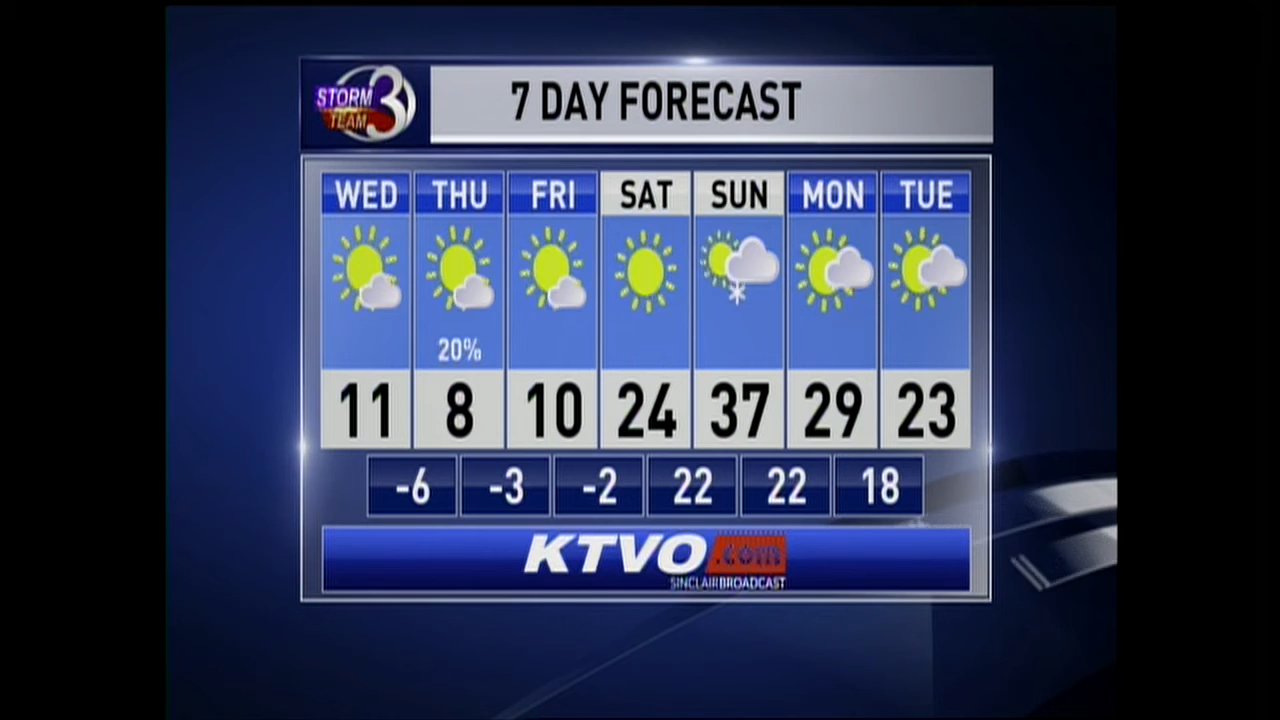 STORM TEAM 3
7 DAY FORECAST
WED THU FRI SAT SUN MON TUE
20%
11 8 10 24 37 29 23
-6 -3 -2 22 22 18
KTVO.com
SINCLAIRBROADCAST